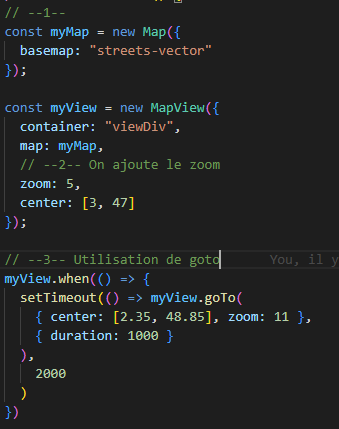 // --1--
const myMap = new Map({
  basemap: "streets-vector"
});

const myView = new MapView({
  container: "viewDiv",
  map: myMap,
  // --2-- On ajoute le zoom
  zoom: 5,
  center: [3, 47]
});

// --3-- Utilisation de goto You, il y
myView.when(() => {
  setTimeout(() => myView.goTo(
    { center: [2.35, 48.85], zoom: 11 },
    { duration: 1000 }
  ),
    2000
  )
})